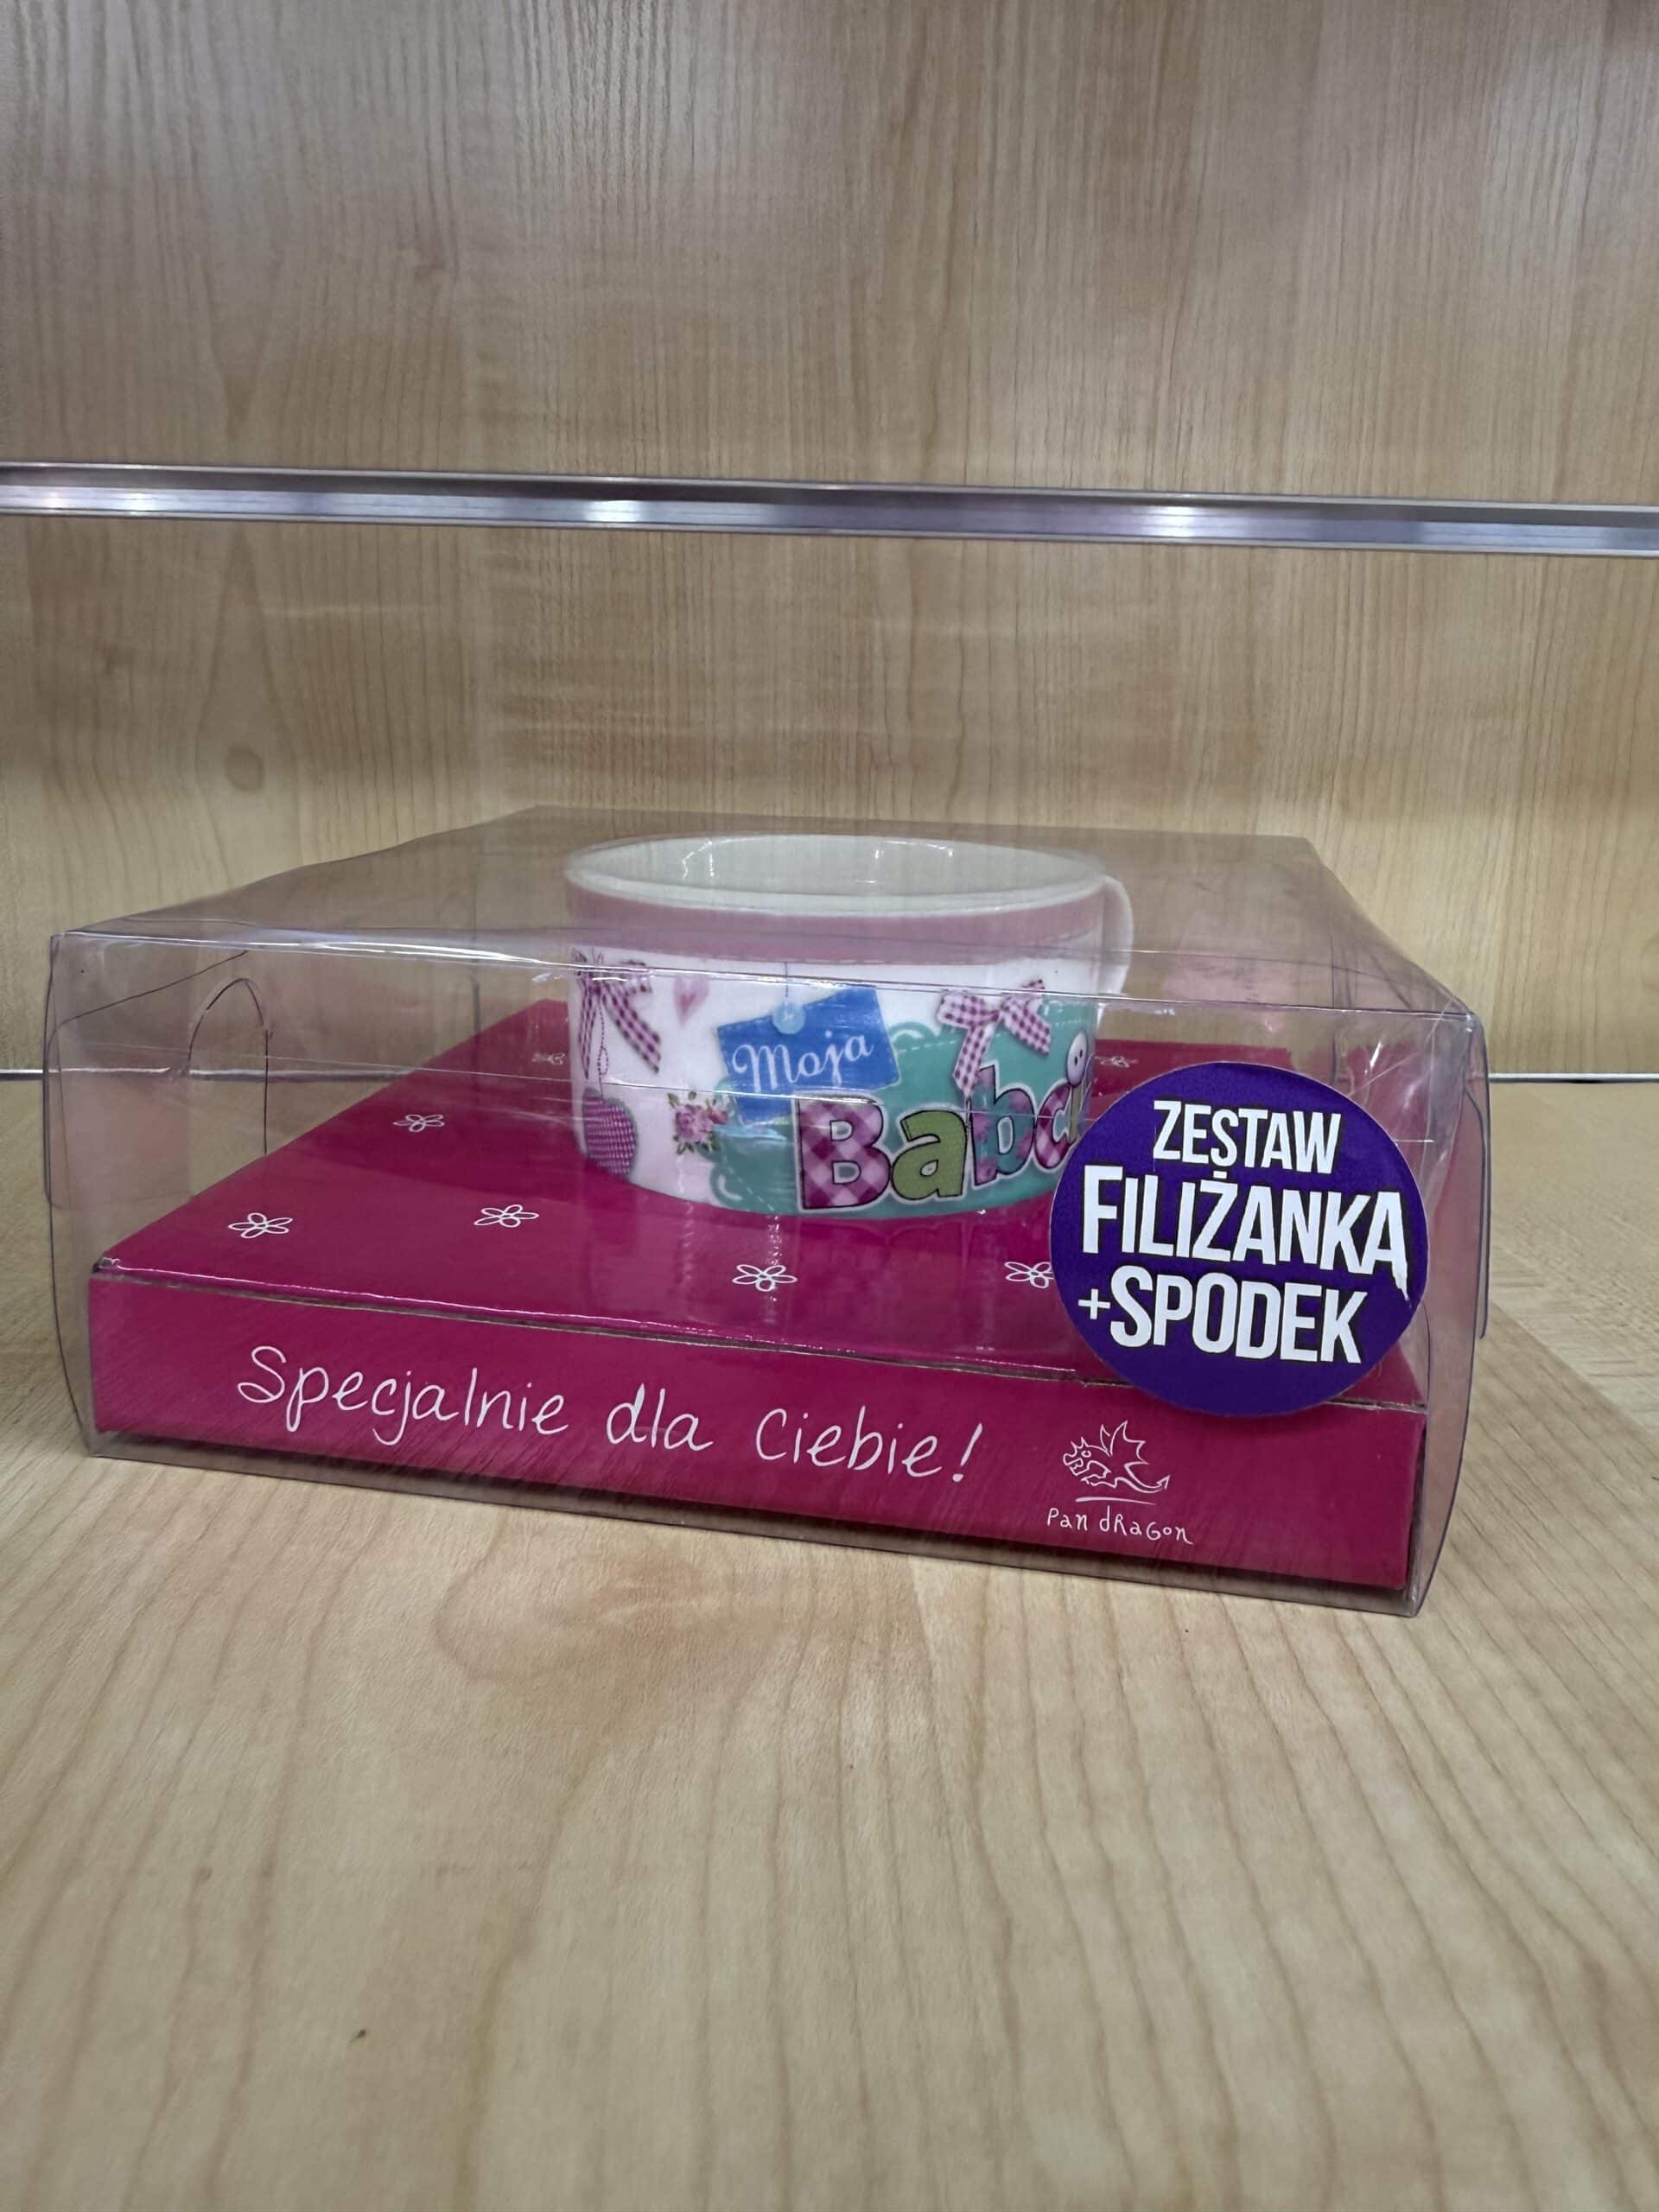 Moja
Babci
ZESTAW
FILIŻANKA
+SPODEK
Specjalnie dla Ciebie!
Pan dRaGon